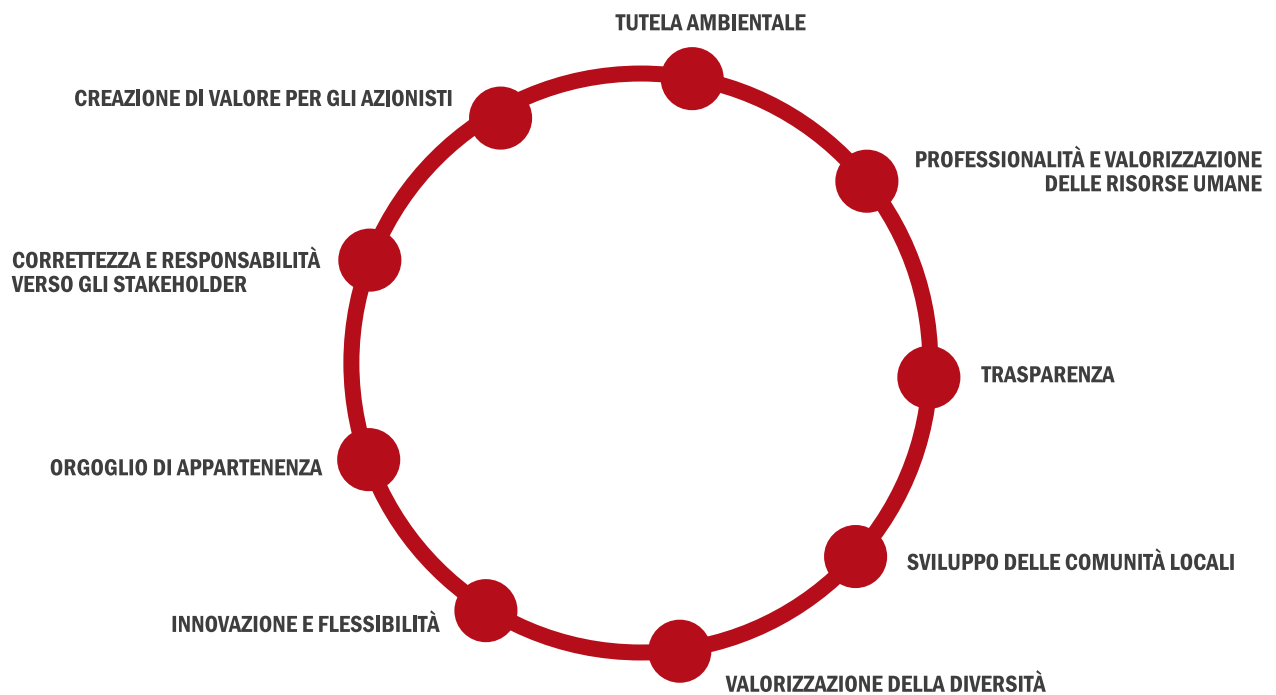 TUTELA AMBIENTALE
CREAZIONE DI VALORE PER GLI AZIONISTI
PROFESSIONALITÀ E VALORIZZAZIONE
DELLE RISORSE UMANE
CORRETTEZZA E RESPONSABILITÀ
VERSO GLI STAKEHOLDER
TRASPARENZA
ORGOGLIO DI APPARTENENZA
SVILUPPO DELLE COMUNITÀ LOCALI
INNOVAZIONE E FLESSIBILITÀ
VALORIZZAZIONE DELLA DIVERSITÀ